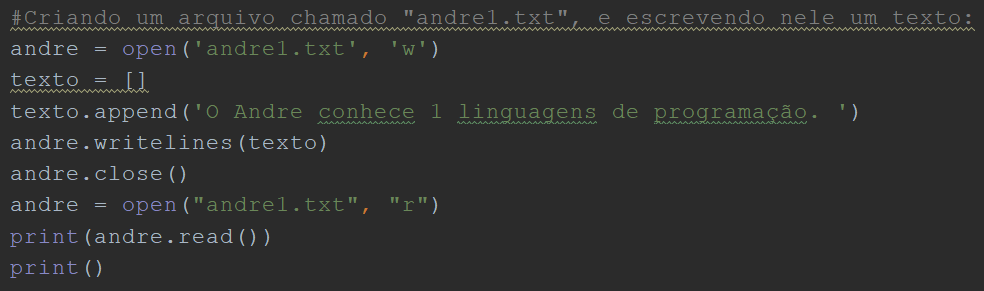 #Criando um arquivo chamado "andre1.txt", e escrevendo nele um texto:
andre = open('andre1.txt', 'w')
texto = []
texto.append('O Andre conhece 1 linguagens de programação. ')
andre.writelines(texto)
andre.close()
andre = open("andre1.txt", "r")
print(andre.read())
print()